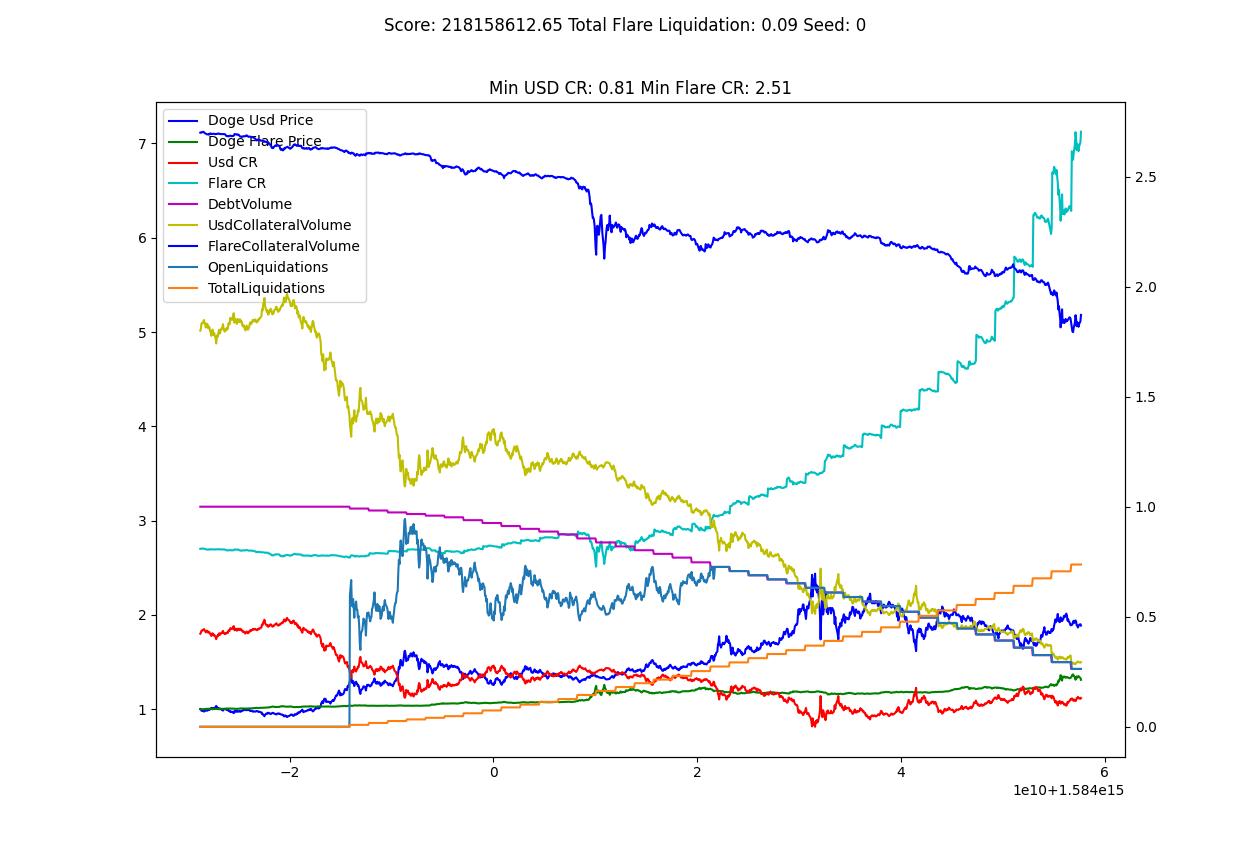 Score: 218158612.65 Total Flare Liquidation: 0.09 Seed: 0
Min USD CR: 0.81 Min Flare CR: 2.51
Doge Usd Price
Doge Flare Price
Usd CR
Flare CR
DebtVolume
UsdCollateralVolume
FlareCollateralVolume
OpenLiquidations
TotalLiquidations
7
6
5
4
3
2
1
2.5
2.0
1.5
1.0
0.5
0.0
−2
0
2
4
6
1e10+1.584e15